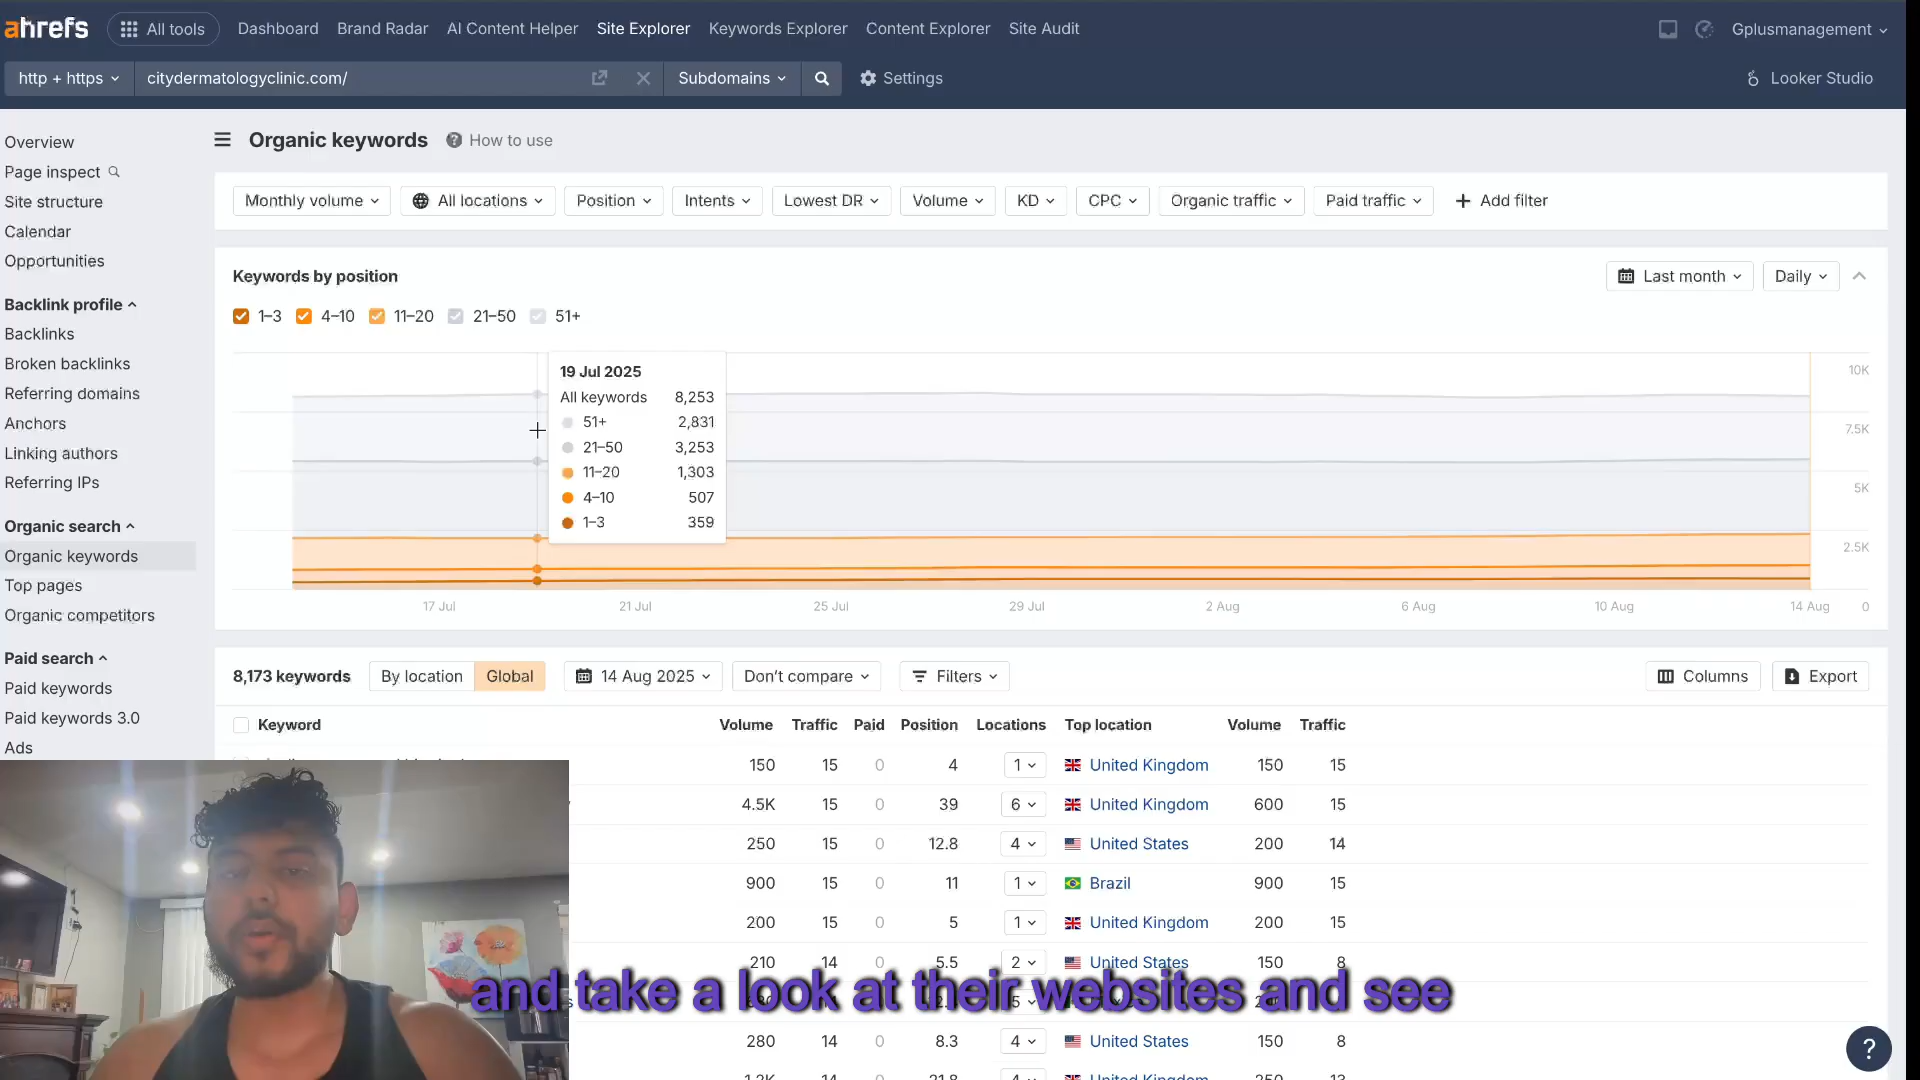 ahrefs All tools Dashboard Brand Radar AI Content Helper Site Explorer Keywords Explorer Content Explorer Site Audit Gplusmanagement
http + https citydermatologyclinic.com/ Subdomains Settings Looker Studio
Overview
Page inspect
Site structure
Calendar
Opportunities
Backlink profile
Backlinks
Broken backlinks
Referring domains
Anchors
Linking authors
Referring IPs
Organic search
Organic keywords
Top pages
Organic competitors
Paid search
Paid keywords
Paid keywords 3.0
Ads
Organic keywords ? How to use
Monthly volume All locations Position Intents Lowest DR Volume KD CPC Organic traffic Paid traffic + Add filter
Keywords by position Last month Daily
1–3 4–10 11–20 21–50 51+
19 Jul 2025
All keywords 8,253
51+ 2,831
21–50 3,253
11–20 1,303
4–10 507
1–3 359
10K
7.5K
5K
2.5K
17 Jul 21 Jul 25 Jul 29 Jul 2 Aug 6 Aug 10 Aug 14 Aug 0
8,173 keywords By location Global 14 Aug 2025 Don't compare Filters Columns Export
Keyword Volume Traffic Paid Position Locations Top location Volume Traffic
150 15 0 4 1 United Kingdom 150 15
4.5K 15 0 39 6 United Kingdom 600 15
250 15 0 12.8 4 United States 200 14
900 15 0 11 1 Brazil 900 15
200 15 0 5 1 United Kingdom 200 15
210 14 0 5.5 2 United States 150 8
and take a look at their websites and see
280 14 0 8.3 4 United States 150 8
?